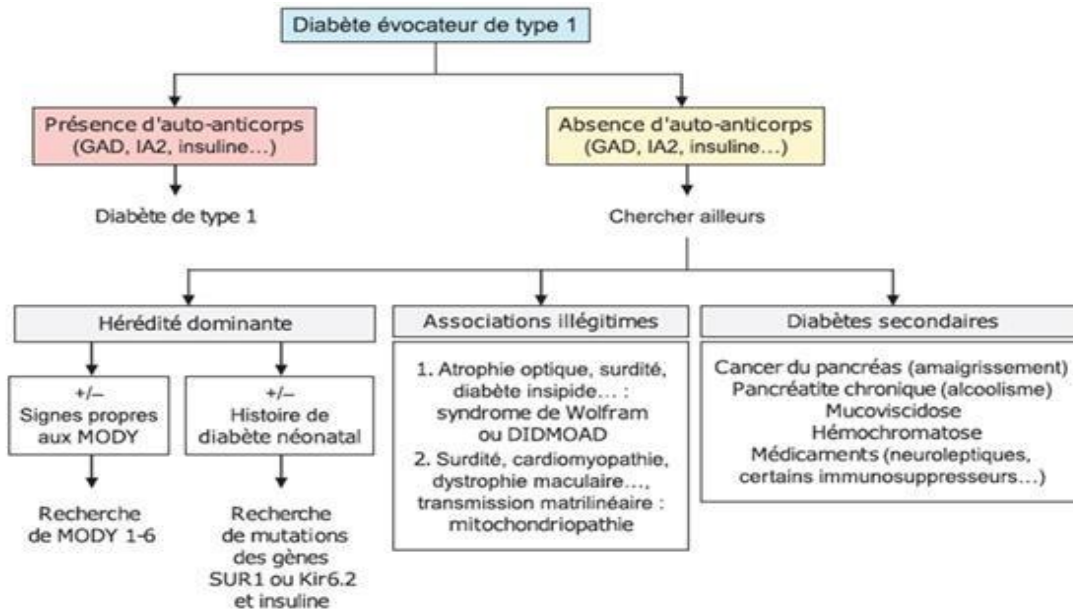 Diabète évocateur de type 1
Présence d'auto-anticorps
(GAD, IA2, insuline…)
Absence d'auto-anticorps
(GAD, IA2, insuline…)
Diabète de type 1
Chercher ailleurs
Hérédité dominante
+/–
Signes propres
aux MODY
Recherche
de MODY 1-6
+/–
Histoire de
diabète néonatal
Recherche
de mutations
des gènes
SUR1 ou Kir6.2
et insuline
Associations illégitimes
1. Atrophie optique, surdité,
diabète insipide… :
syndrome de Wolfram
ou DIDMOAD
2. Surdité, cardiomyopathie,
dystrophie maculaire…,
transmission matrilinéaire :
mitochondriopathie
Diabètes secondaires
Cancer du pancréas (amaigrissement)
Pancréatite chronique (alcoolisme)
Mucoviscidose
Hémochromatose
Médicaments (neuroleptiques,
certains immunosuppresseurs…)